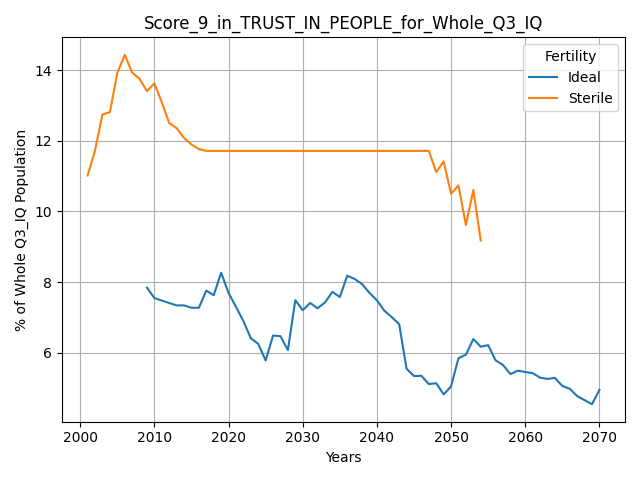 Score_9_in_TRUST_IN_PEOPLE_for_Whole_Q3_IQ
Fertility
Ideal
Sterile
% of Whole Q3_IQ Population
14
12
10
8
6
2000 2010 2020 2030 2040 2050 2060 2070
Years